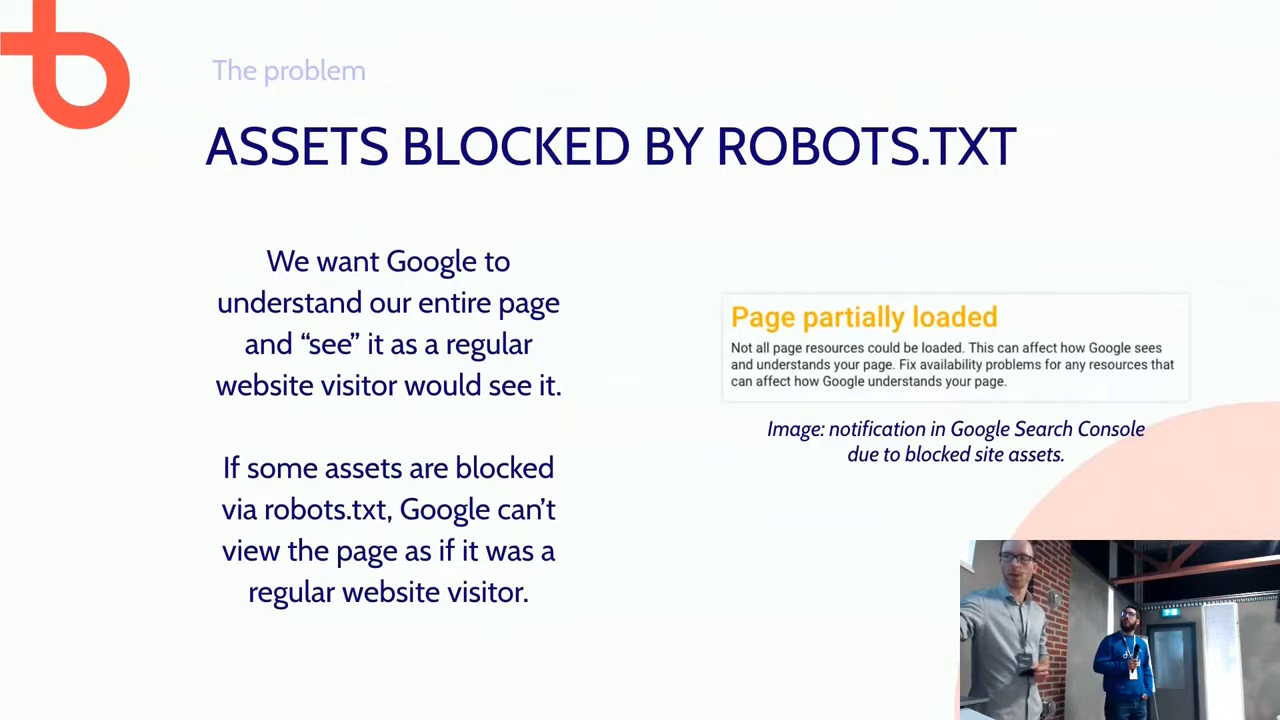 The problem
ASSETS BLOCKED BY ROBOTS.TXT
We want Google to
understand our entire page
and “see” it as a regular
website visitor would see it.
If some assets are blocked
via robots.txt, Google can’t
view the page as if it was a
regular website visitor.
Page partially loaded
Not all page resources could be loaded. This can affect how Google sees
and understands your page. Fix availability problems for any resources that
can affect how Google understands your page.
Image: notification in Google Search Console
due to blocked site assets.